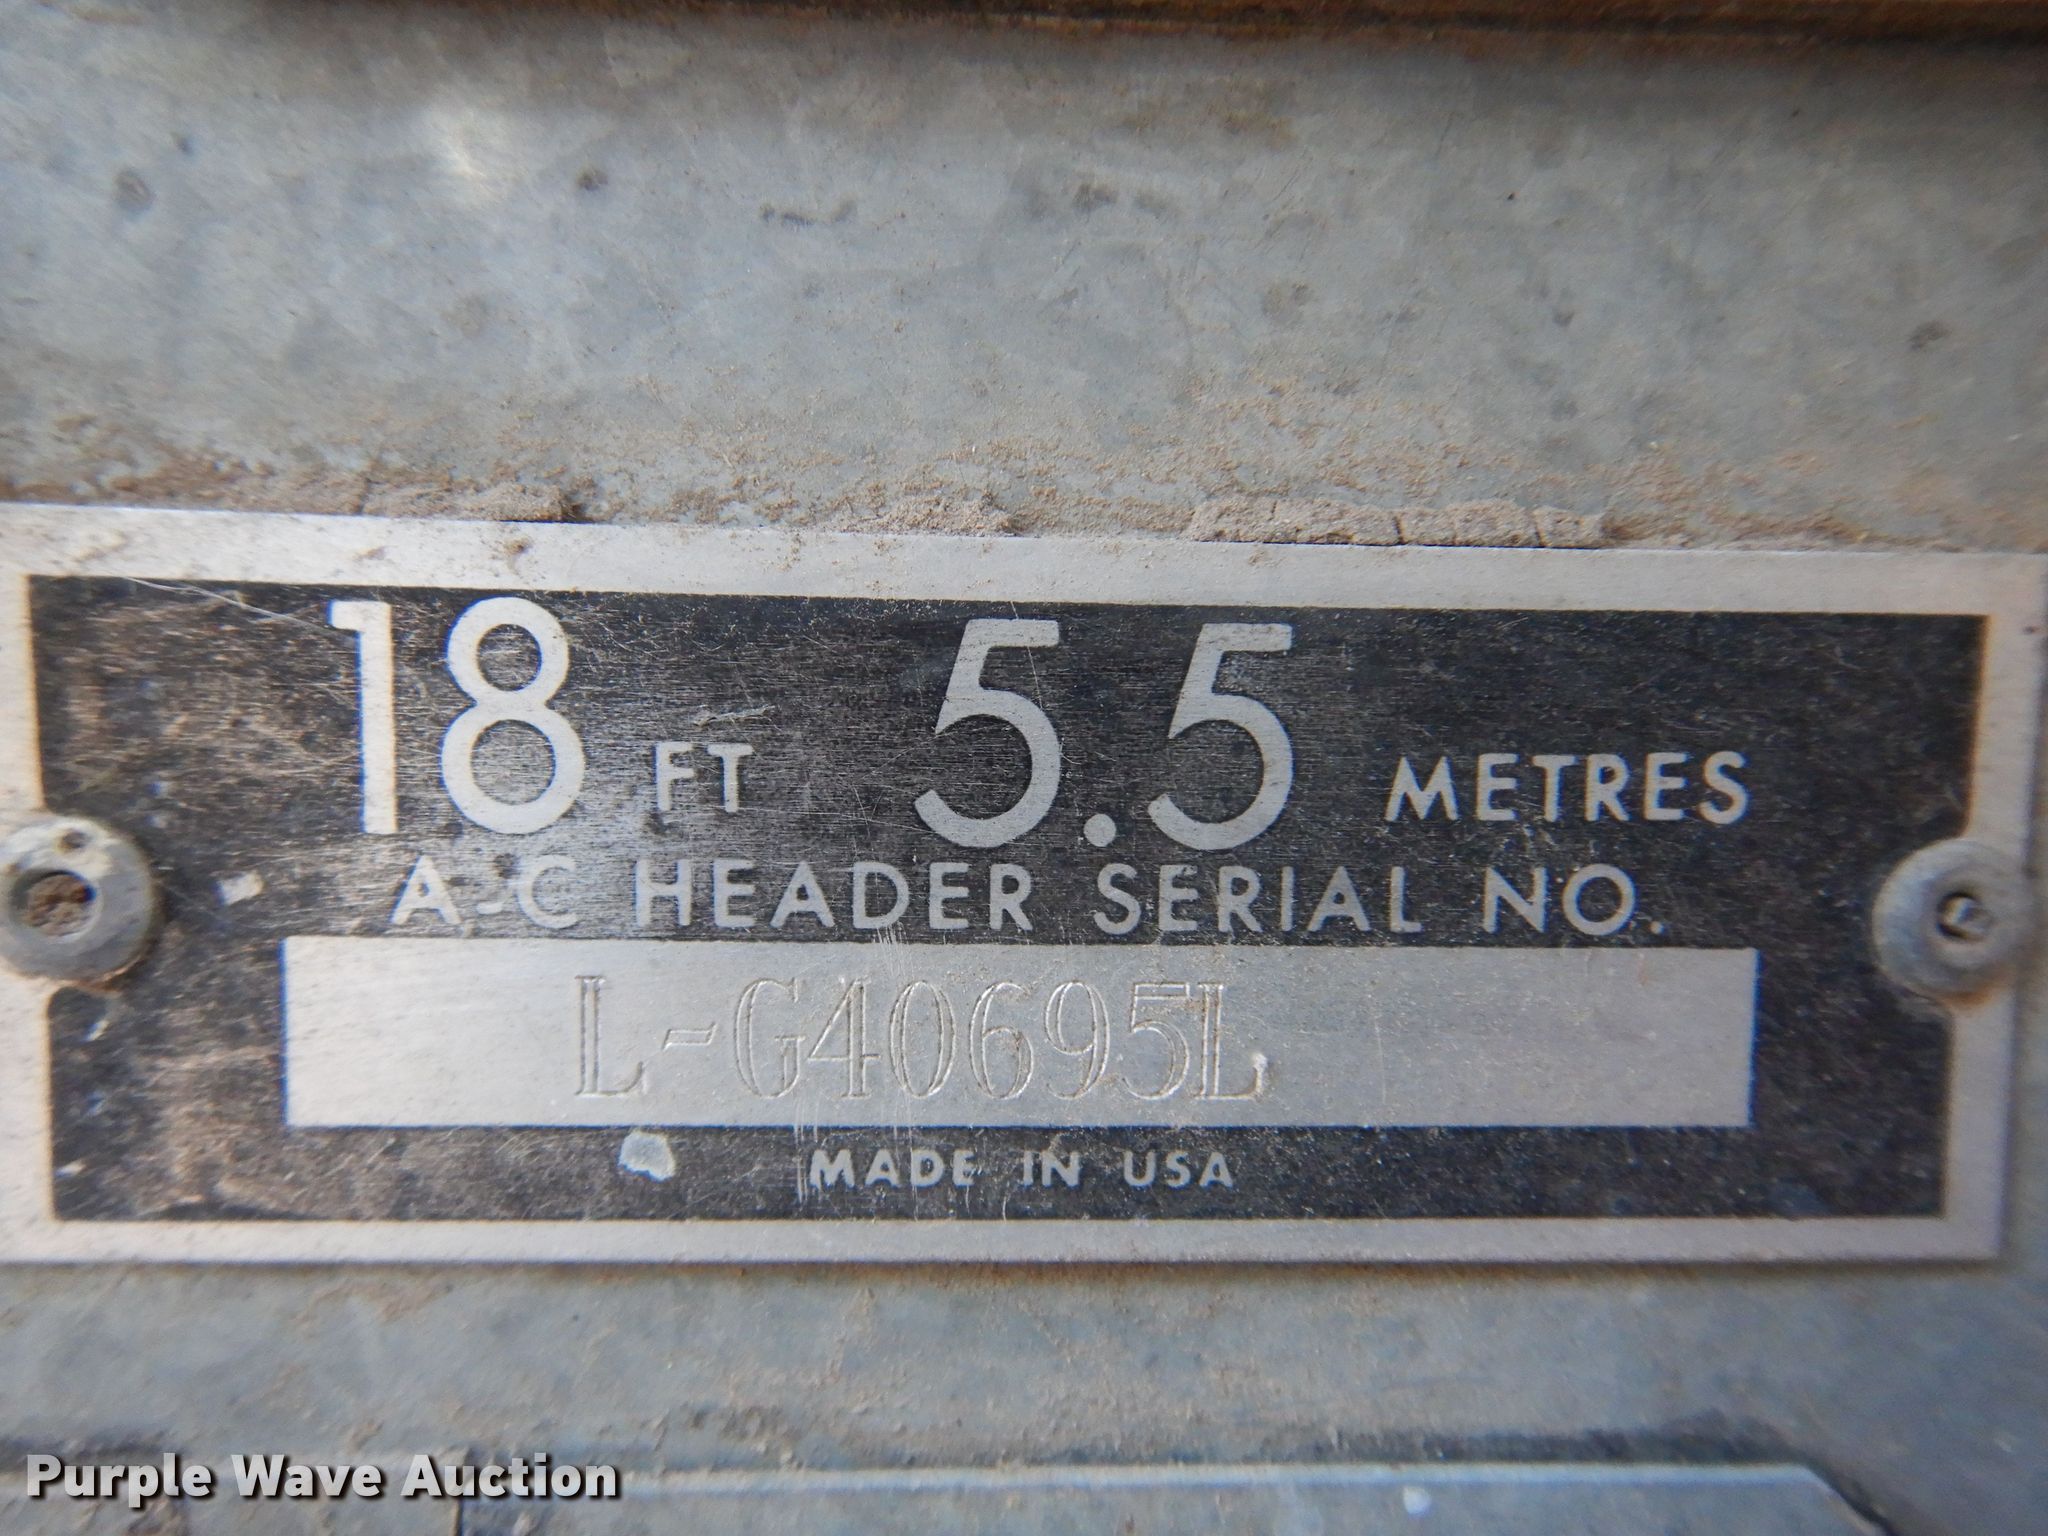 18 FT 5.5 METRES
A-C HEADER SERIAL NO.
L-G40695L
MADE IN USA
Purple Wave Auction